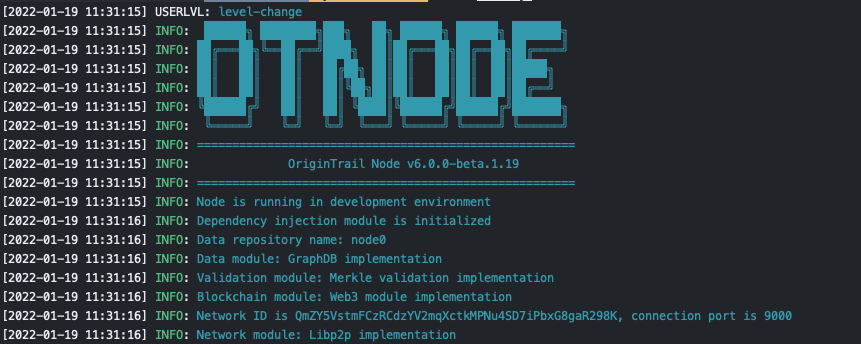 [2022-01-19 11:31:15] USERLVL: level-change
[2022-01-19 11:31:15] INFO:
[2022-01-19 11:31:15] INFO:
[2022-01-19 11:31:15] INFO:
[2022-01-19 11:31:15] INFO: OTNODE
[2022-01-19 11:31:15] INFO:
[2022-01-19 11:31:15] INFO:
[2022-01-19 11:31:15] INFO: ======================================================
[2022-01-19 11:31:15] INFO: OriginTrail Node v6.0.0-beta.1.19
[2022-01-19 11:31:15] INFO: ======================================================
[2022-01-19 11:31:15] INFO: Node is running in development environment
[2022-01-19 11:31:16] INFO: Dependency injection module is initialized
[2022-01-19 11:31:16] INFO: Data repository name: node0
[2022-01-19 11:31:16] INFO: Data module: GraphDB implementation
[2022-01-19 11:31:16] INFO: Validation module: Merkle validation implementation
[2022-01-19 11:31:16] INFO: Blockchain module: Web3 module implementation
[2022-01-19 11:31:16] INFO: Network ID is QmZY5VstmFCzRCdzYV2mqXctkMPNu4SD7iPbxG8gaR298K, connection port is 9000
[2022-01-19 11:31:16] INFO: Network module: Libp2p implementation